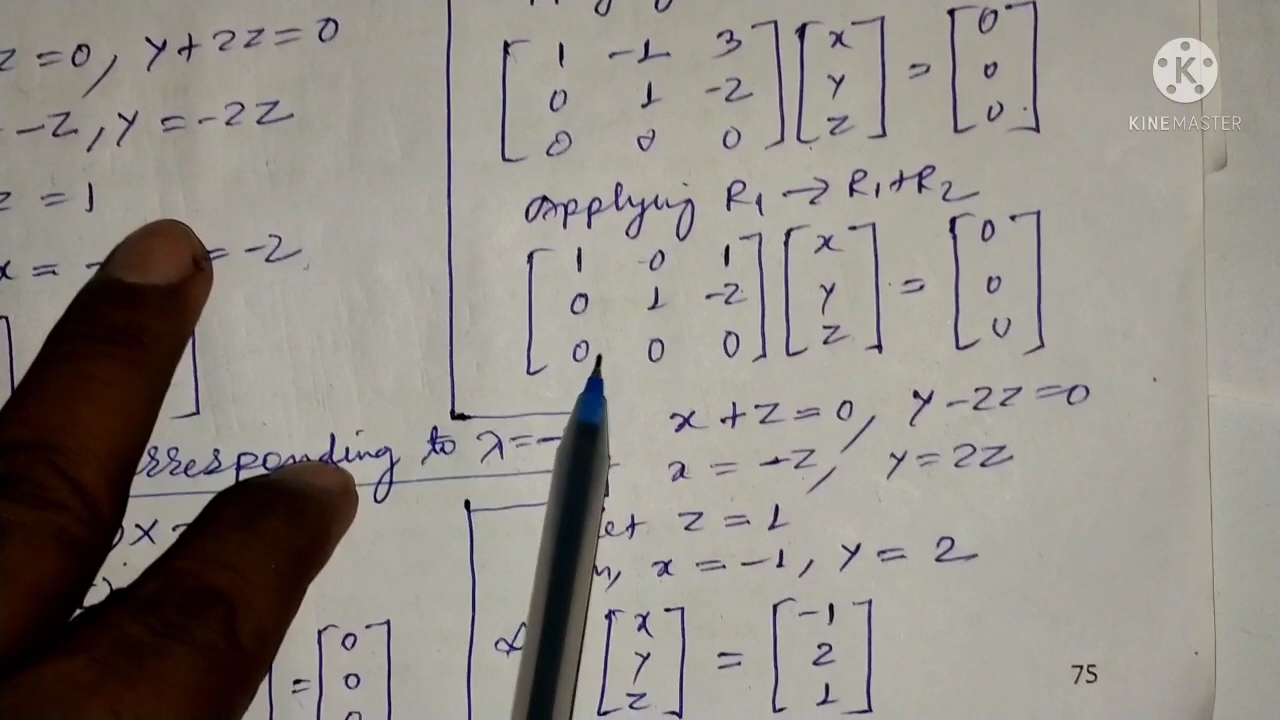 z = 0, y + 2z = 0
-z, y = -2z
z = 1
x = - = -2
rresponding to λ = -
[ 1 -1 3 ] [ x ] = [ 0 ]
[ 0 1 -2 ] [ y ] [ 0 ]
[ 0 0 0 ] [ z ] [ 0 ]
Applying R₁ → R₁+R₂
[ 1 0 1 ] [ x ] = [ 0 ]
[ 0 1 -2 ] [ y ] [ 0 ]
[ 0 0 0 ] [ z ] [ 0 ]
x + z = 0, y - 2z = 0
x = -z, y = 2z
z = 1
x = -1, y = 2
[ x ] = [ -1 ]
[ y ] [ 2 ]
[ z ] [ 1 ]
= [ 0 ]
[ 0 ]
75
KINEMASTER